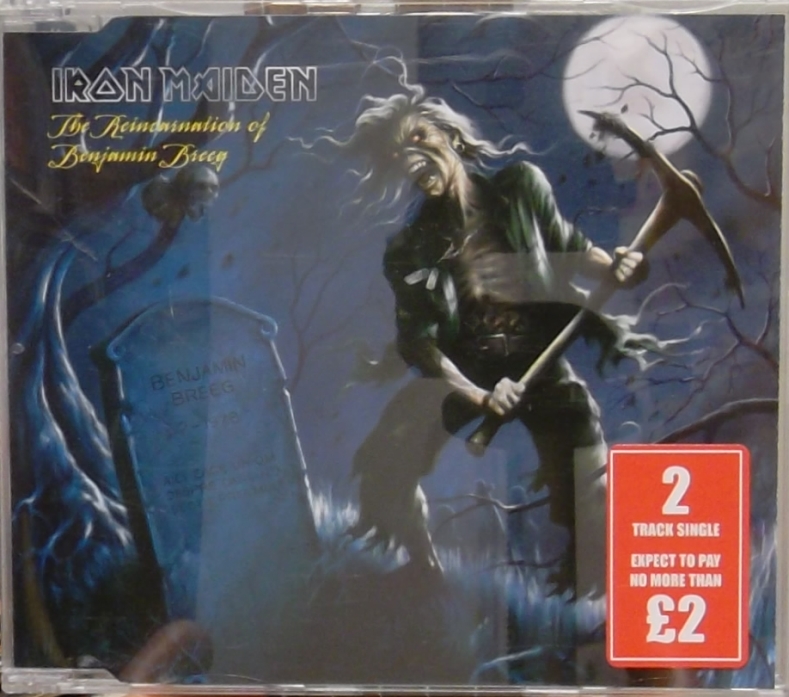 IRON MAIDEN
The Reincarnation of
Benjamin Breeg
BENJAMIN
BREEG
2
TRACK SINGLE
EXPECT TO PAY
NO MORE THAN
£2